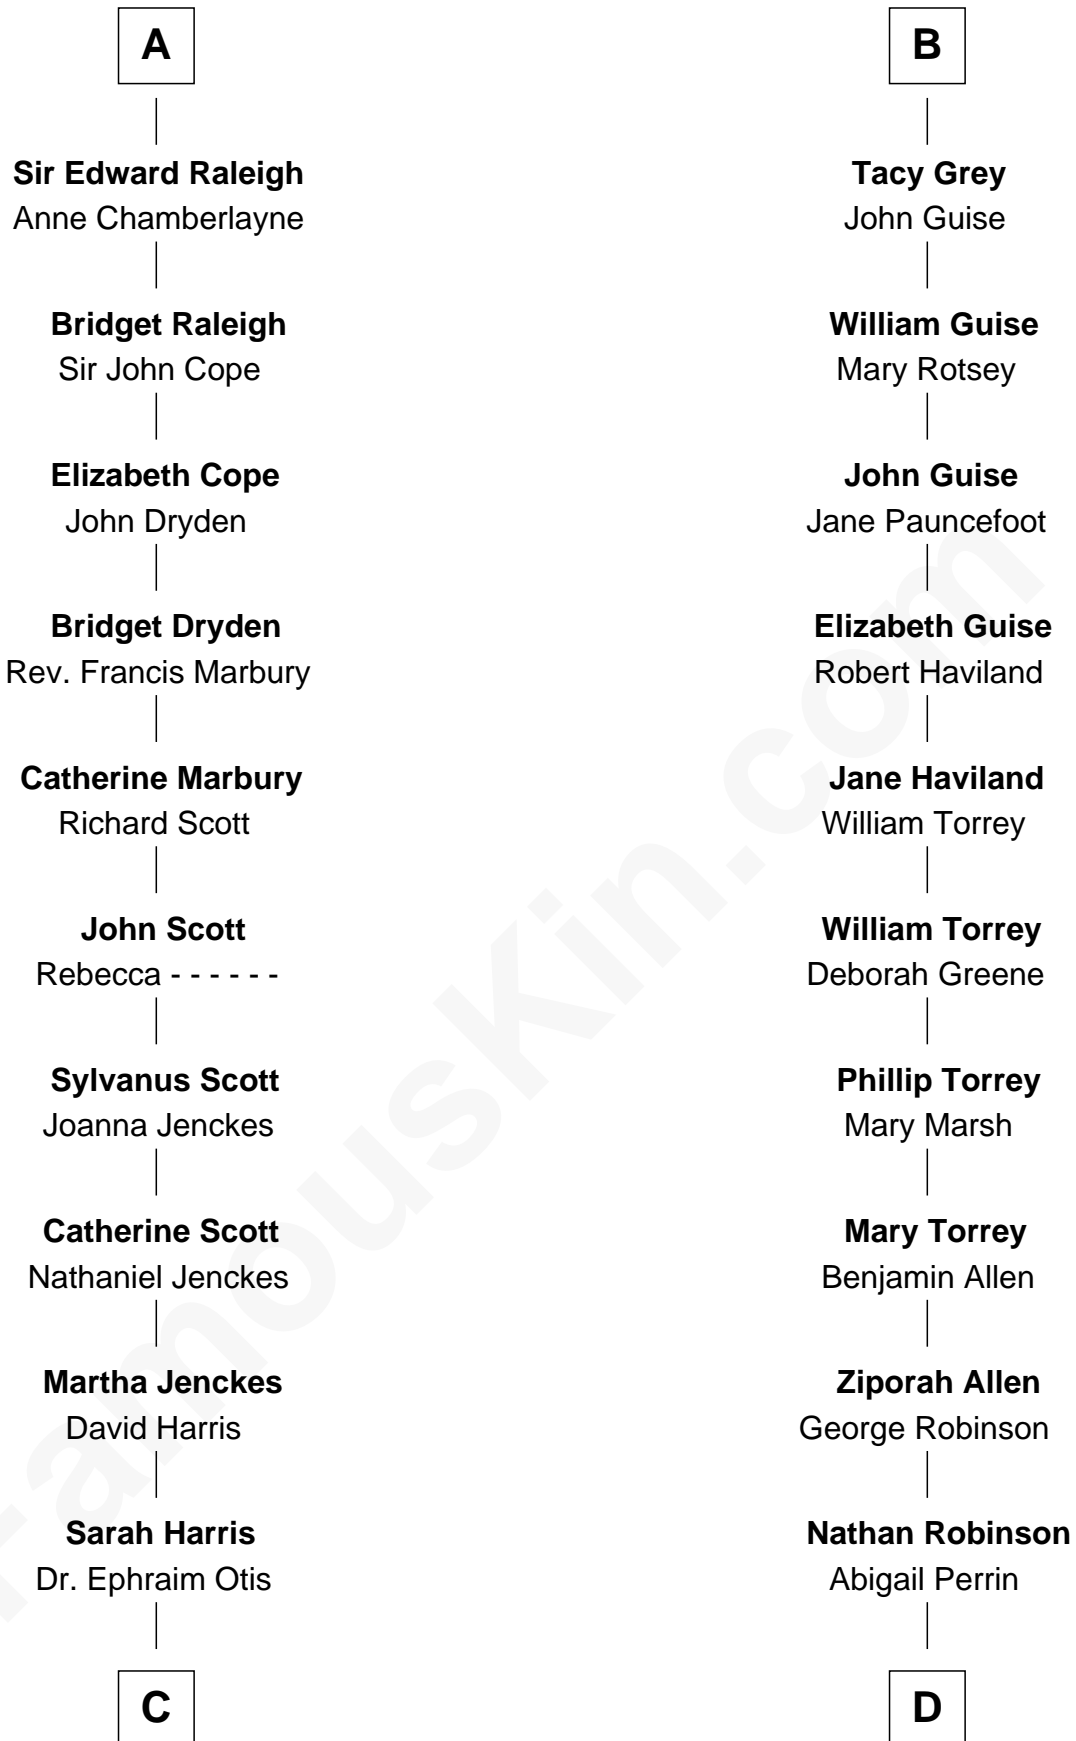 A
Sir Edward Raleigh
Anne Chamberlayne
Bridget Raleigh
Sir John Cope
Elizabeth Cope
John Dryden
Bridget Dryden
Rev. Francis Marbury
Catherine Marbury
Richard Scott
John Scott
Rebecca - - - - - -
Sylvanus Scott
Joanna Jenckes
Catherine Scott
Nathaniel Jenckes
Martha Jenckes
David Harris
Sarah Harris
Dr. Ephraim Otis
C
B
Tacy Grey
John Guise
William Guise
Mary Rotsey
John Guise
Jane Pauncefoot
Elizabeth Guise
Robert Haviland
Jane Haviland
William Torrey
William Torrey
Deborah Greene
Phillip Torrey
Mary Marsh
Mary Torrey
Benjamin Allen
Ziporah Allen
George Robinson
Nathan Robinson
Abigail Perrin
D
FamousKin.com